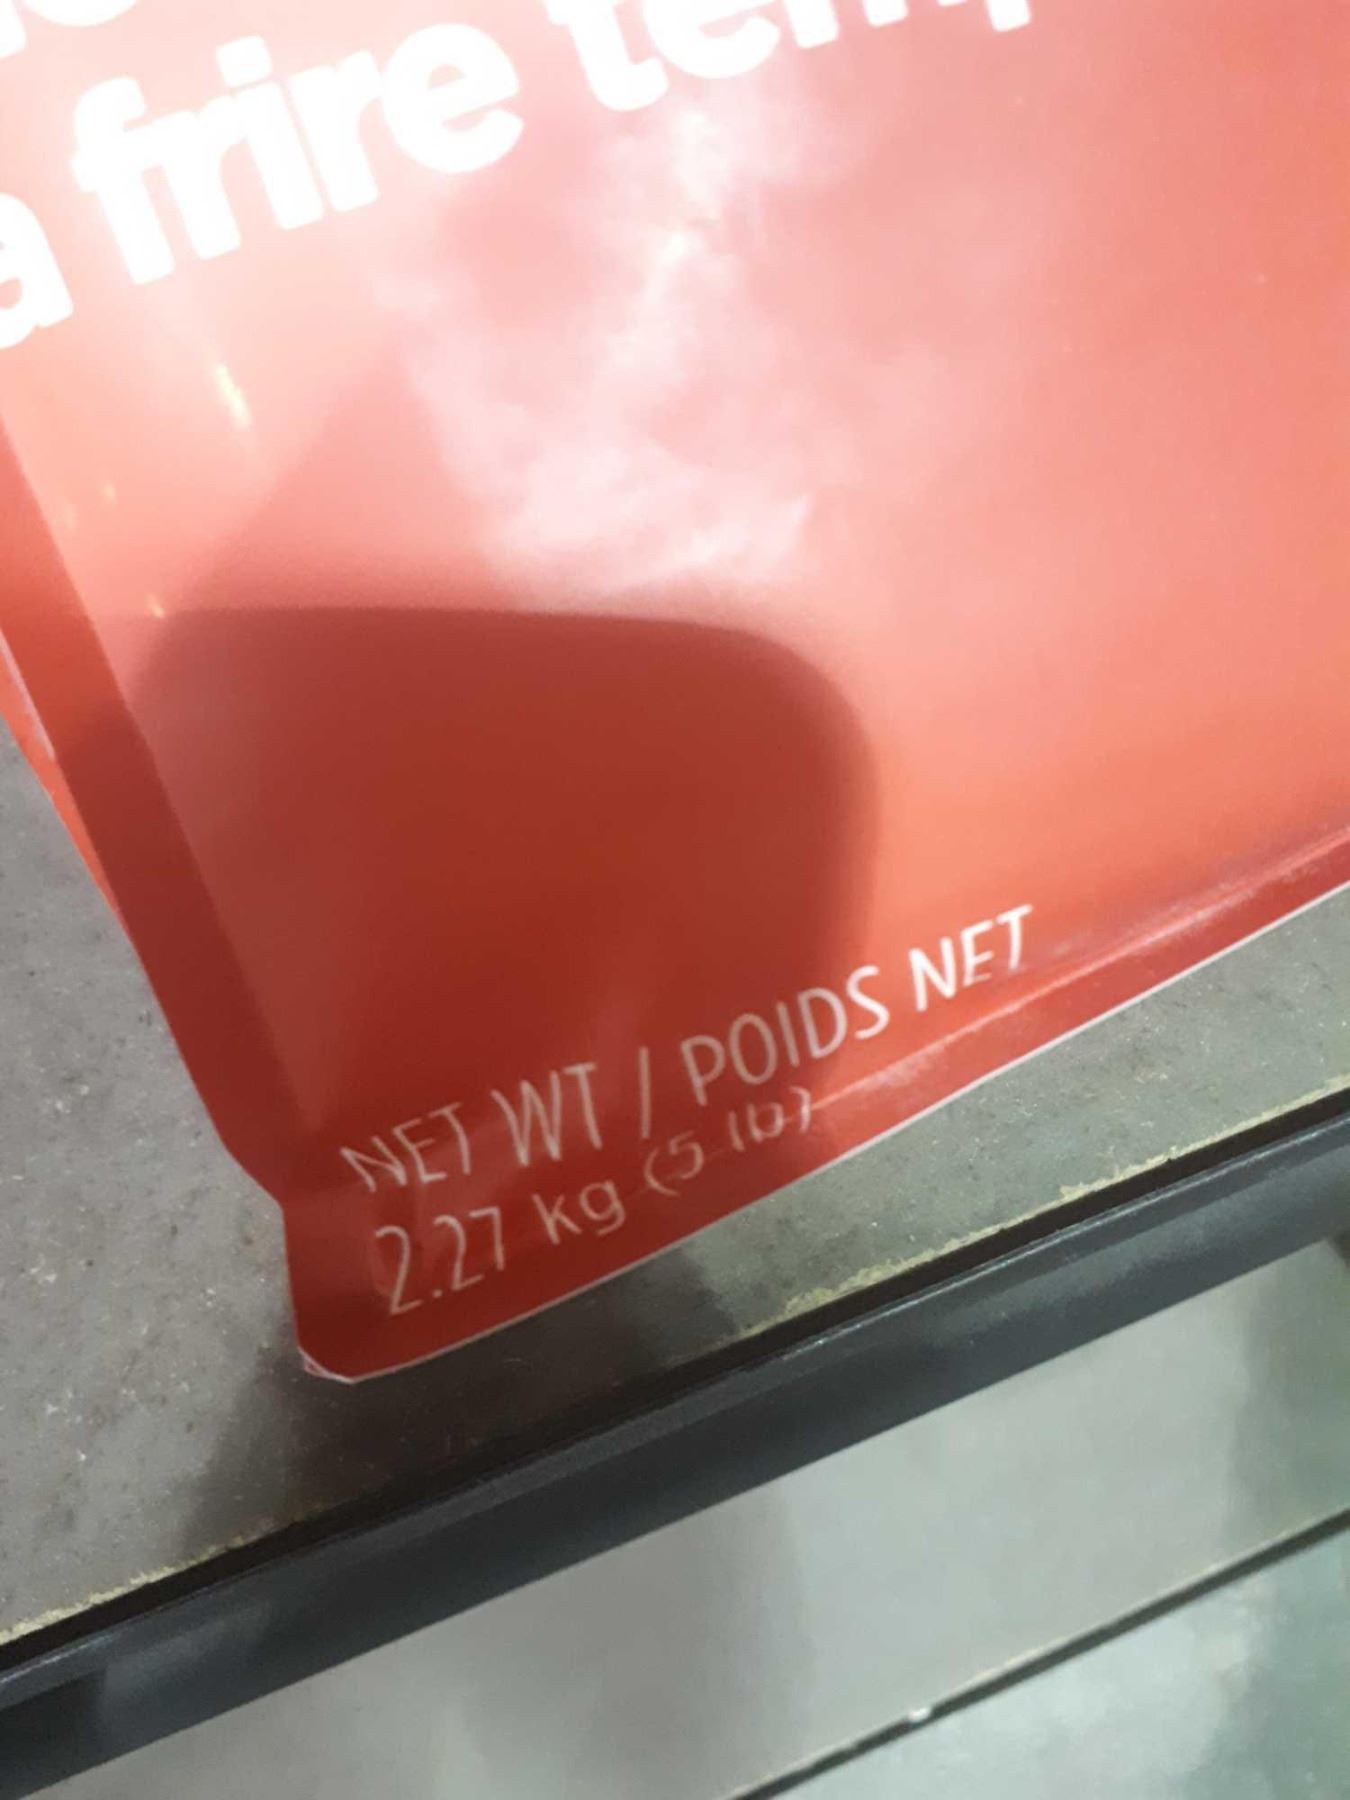 frire
NET WT / POIDS NET
2.27 kg (5 lb)